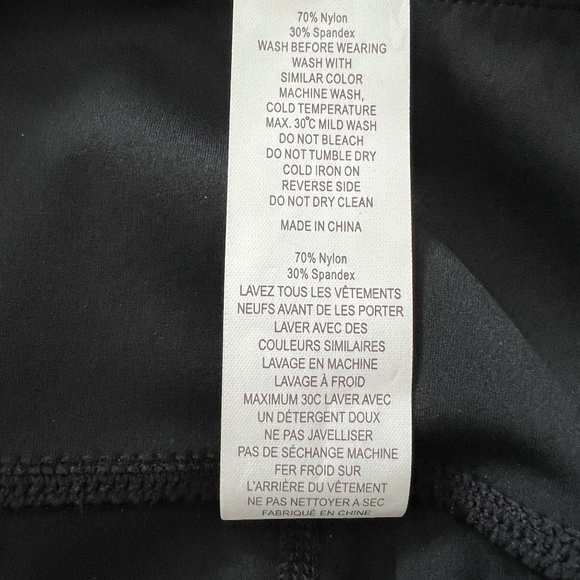 70% Nylon
30% Spandex
WASH BEFORE WEARING
WASH WITH
SIMILAR COLOR
MACHINE WASH,
COLD TEMPERATURE
MAX. 30°C MILD WASH
DO NOT BLEACH
DO NOT TUMBLE DRY
COLD IRON ON
REVERSE SIDE
DO NOT DRY CLEAN
MADE IN CHINA
70% Nylon
30% Spandex
LAVEZ TOUS LES VÊTEMENTS
NEUFS AVANT DE LES PORTER
LAVER AVEC DES
COULEURS SIMILAIRES
LAVAGE EN MACHINE
LAVAGE À FROID
MAXIMUM 30C LAVER AVEC
UN DÉTERGENT DOUX
NE PAS JAVELLISER
PAS DE SÉCHANGE MACHINE
FER FROID SUR
L'ARRIÈRE DU VÊTEMENT
NE PAS NETTOYER A SEC
FABRIQUÉ EN CHINE